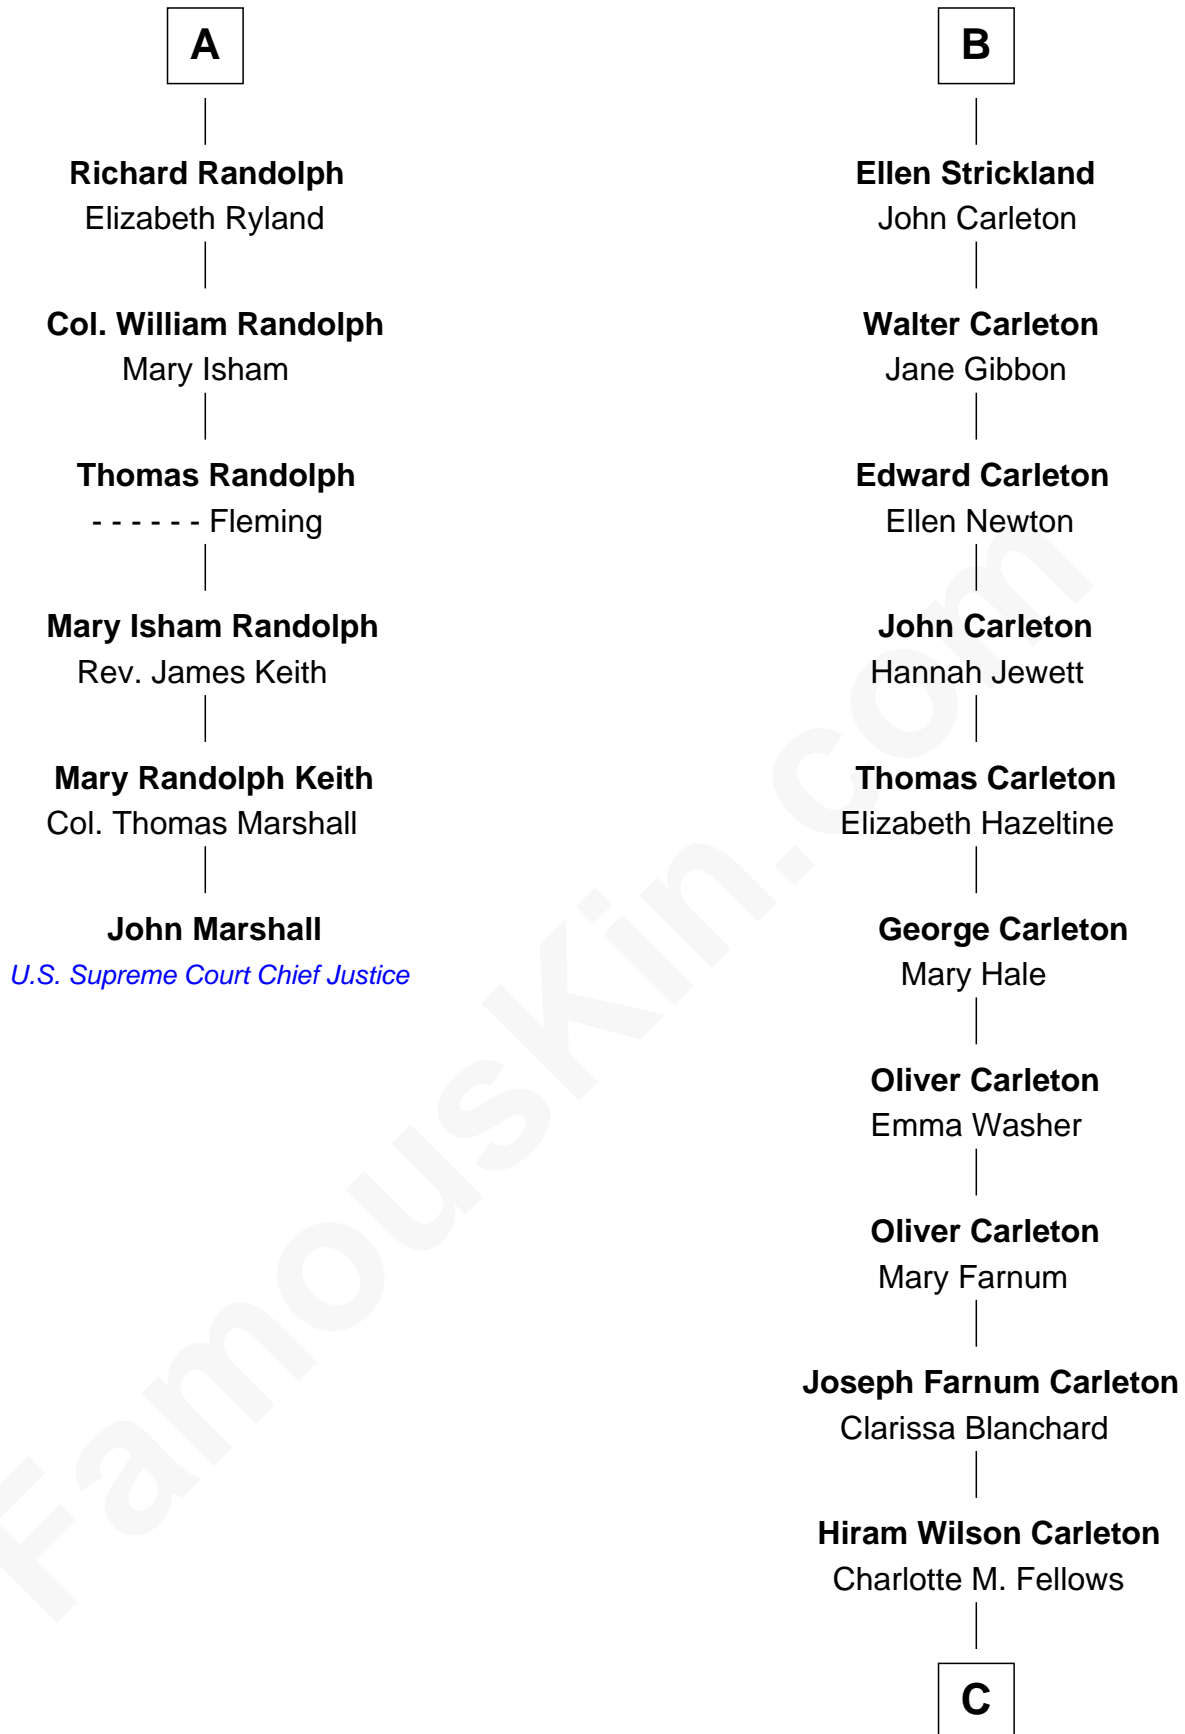 A
Richard Randolph
Elizabeth Ryland
Col. William Randolph
Mary Isham
Thomas Randolph
- - - - - - Fleming
Mary Isham Randolph
Rev. James Keith
Mary Randolph Keith
Col. Thomas Marshall
John Marshall
U.S. Supreme Court Chief Justice
B
Ellen Strickland
John Carleton
Walter Carleton
Jane Gibbon
Edward Carleton
Ellen Newton
John Carleton
Hannah Jewett
Thomas Carleton
Elizabeth Hazeltine
George Carleton
Mary Hale
Oliver Carleton
Emma Washer
Oliver Carleton
Mary Farnum
Joseph Farnum Carleton
Clarissa Blanchard
Hiram Wilson Carleton
Charlotte M. Fellows
C
FamousKin.com